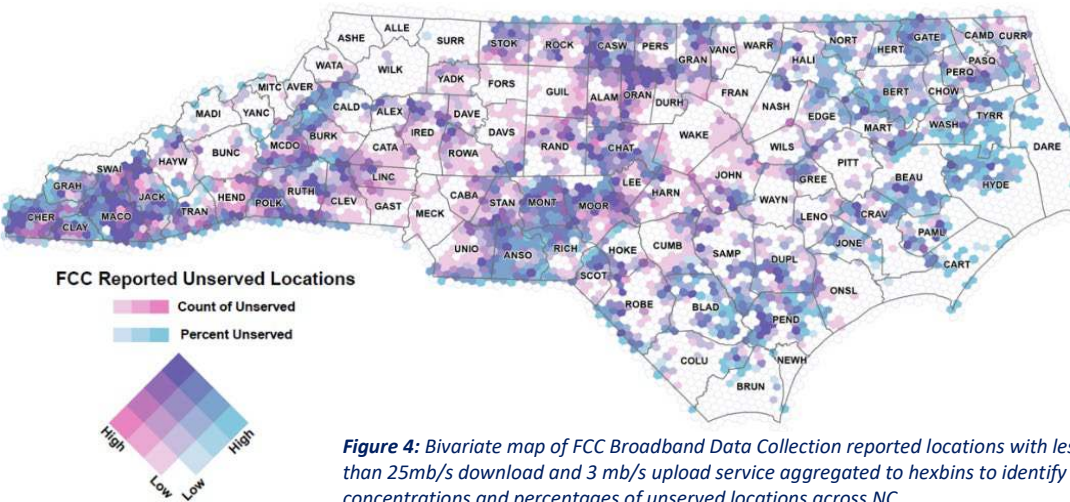 ALLE
ASHE
SURR
STOK
ROCK
CASW
PERS
GRAN
VANC
WARR
NORT
HERT
GATE
CAMD
CURR
PASQ
WATA
WILK
YADK
FORS
HALI
PERQ
MITC
AVER
GUIL
ALAM
ORAN
DURH
FRAN
NASH
BERT
CHOW
MADI
YANC
CALD
ALEX
IRED
DAVE
DAVS
EDGE
MART
WASH
TYRR
BURK
MCDO
CATA
ROWA
RAND
CHAT
WAKE
WILS
DARE
SWAI
HAYW
BUNC
PITT
GRAH
JACK
HEND
RUTH
LINC
LEE
JOHN
GREE
BEAU
HYDE
CHER
MACO
CLAY
TRAN
POLK
CLEV
GAST
MECK
CABA
STAN
MONT
MOOR
HARN
WAYN
LENO
CRAV
PAML
UNIO
ANSO
RICH
HOKE
CUMB
SAMP
DUPL
JONE
CART
SCOT
ROBE
BLAD
PEND
ONSL
COLU
NEWH
BRUN
FCC Reported Unserved Locations
Count of Unserved
Percent Unserved
High
High
Low
Low
Figure 4: Bivariate map of FCC Broadband Data Collection reported locations with les
than 25mb/s download and 3 mb/s upload service aggregated to hexbins to identify
concentrations and percentages of unserved locations across NC